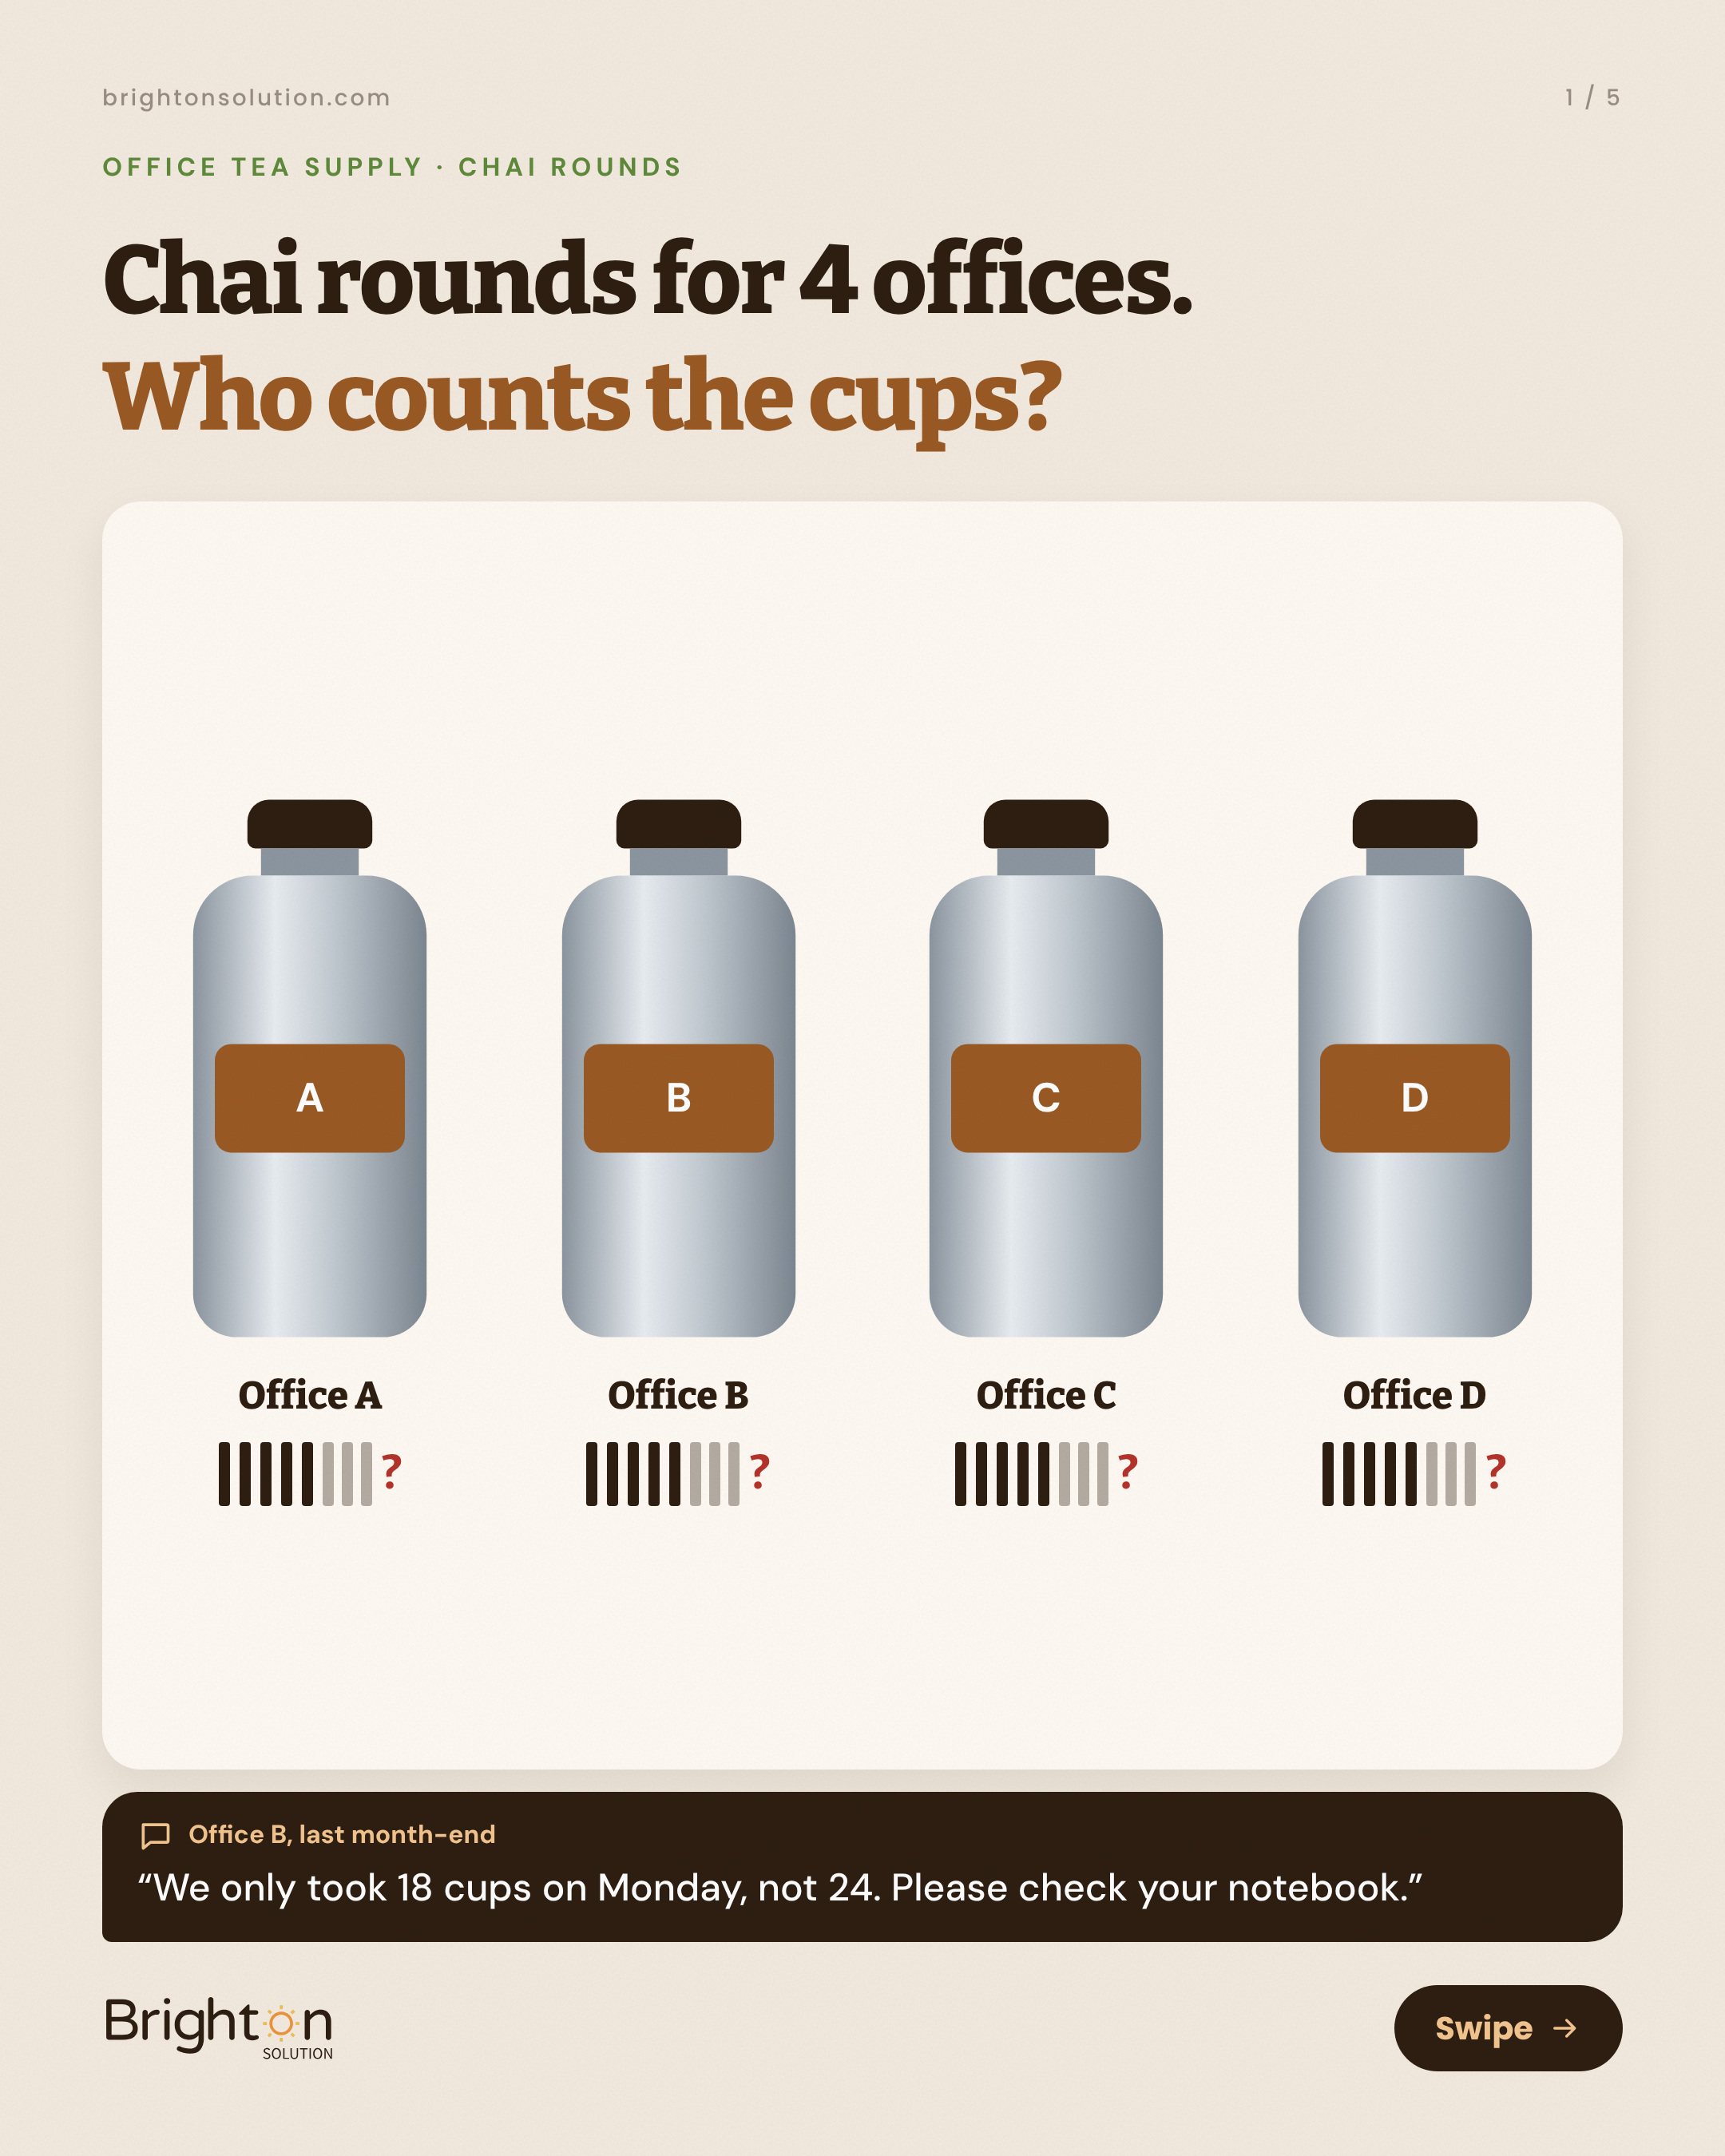 brightonsolution.com
1 / 5
OFFICE TEA SUPPLY · CHAI ROUNDS
Chai rounds for 4 offices.
Who counts the cups?
A
B
C
D
Office A
Office B
Office C
Office D
?
?
?
?
Office B, last month-end
“We only took 18 cups on Monday, not 24. Please check your notebook.”
Brighton
SOLUTION
Swipe →